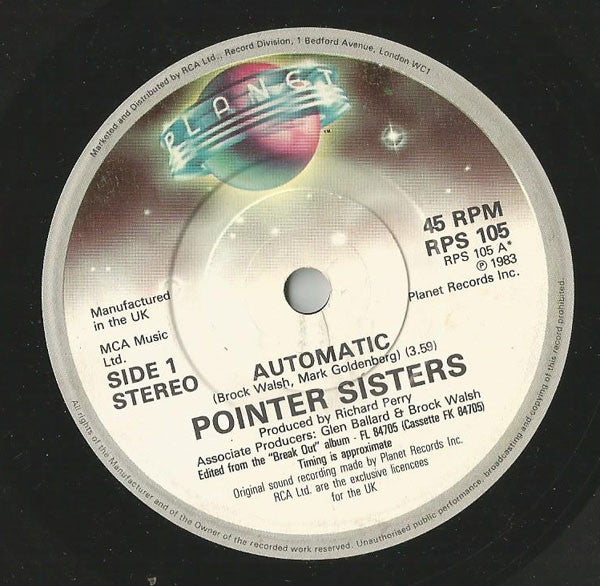 Marketed and Distributed by RCA Ltd., Record Division, 1 Bedford Avenue, London WC1
PLANET
TM
45 RPM
RPS 105
RPS 105 A*
℗ 1983
Planet Records Inc.
Manufactured
in the UK
MCA Music
Ltd.
SIDE 1
STEREO
AUTOMATIC
(Brock Walsh, Mark Goldenberg) (3.59)
POINTER SISTERS
Produced by Richard Perry
Associate Producers: Glen Ballard & Brock Walsh
Edited from the "Break Out" album - FL 84705 (Cassette FK 84705)
Timing is approximate
Original sound recording made by Planet Records Inc.
RCA Ltd. are the exclusive licencees
for the UK
All rights of the Manufacturer and of the Owner of the recorded work reserved. Unauthorised public performance, broadcasting and copying of this record prohibited.